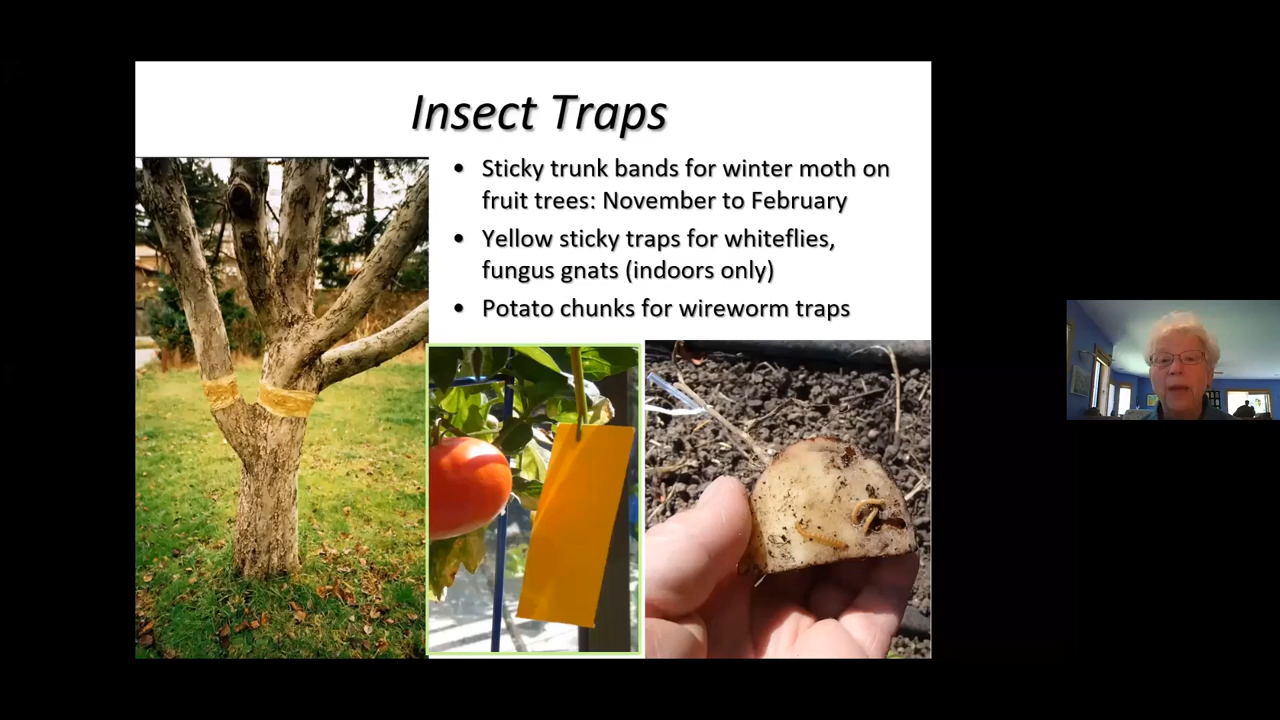 Insect Traps
• Sticky trunk bands for winter moth on
fruit trees: November to February
• Yellow sticky traps for whiteflies,
fungus gnats (indoors only)
• Potato chunks for wireworm traps